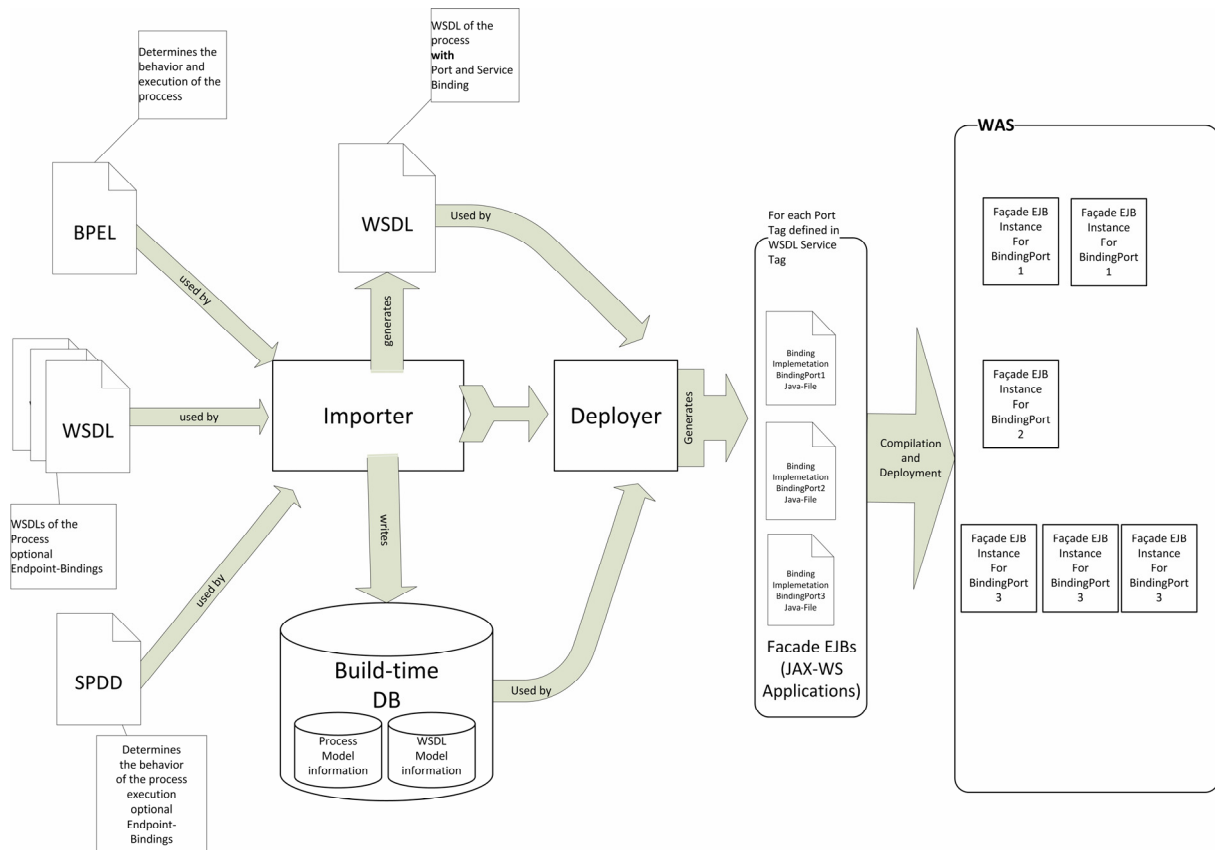 Determines the
behavior and
execution of the
proccess
WSDL of the
process
with
Port and Service
Binding
BPEL
used by
WSDL
Used by
generates
WSDL
used by
WSDLs of the
Process
optional
Endpoint-Bindings
SPDD
used by
Determines
the behavior
of the process
execution
optional
Endpoint-
Bindings
Importer
writes
Build-time
DB
Process
Model
information
WSDL
Model
information
Used by
Deployer
Generates
For each Port
Tag defined in
WSDL Service
Tag
Binding
Implemetation
BindingPort1
Java-File
Binding
Implemetation
BindingPort2
Java-File
Binding
Implemetation
BindingPort3
Java-File
Facade EJBs
(JAX-WS
Applications)
Compilation
and
Deployment
WAS
Façade EJB
Instance
For
BindingPort
1
Façade EJB
Instance
For
BindingPort
1
Façade EJB
Instance
For
BindingPort
2
Façade EJB
Instance
For
BindingPort
3
Façade EJB
Instance
For
BindingPort
3
Façade EJB
Instance
For
BindingPort
3